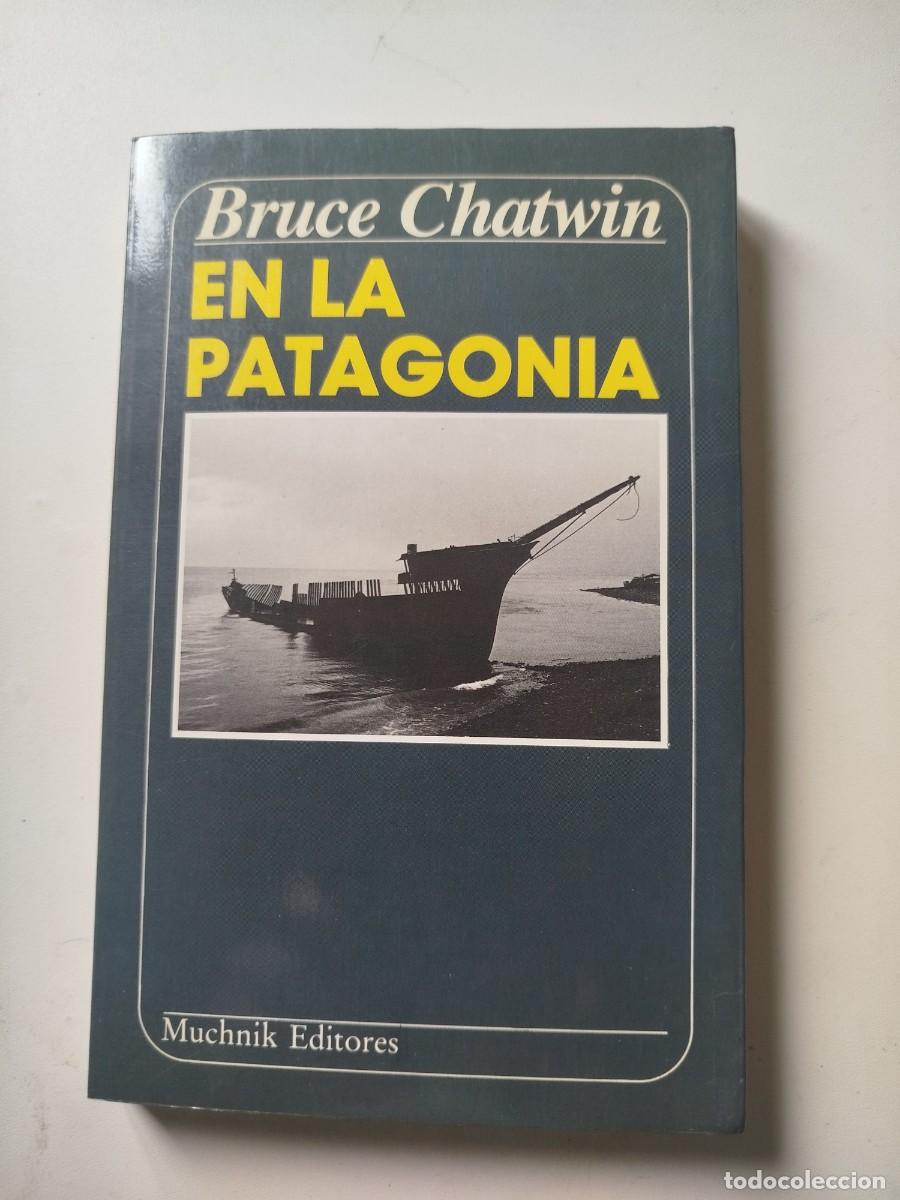 Bruce Chatwin
EN LA
PATAGONIA
Muchnik Editores
todocoleccion